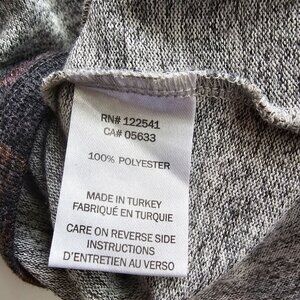 RN# 122541
CA# 05633
100% POLYESTER
MADE IN TURKEY
FABRIQUÉ EN TURQUIE
CARE ON REVERSE SIDE
INSTRUCTIONS
D'ENTRETIEN AU VERSO